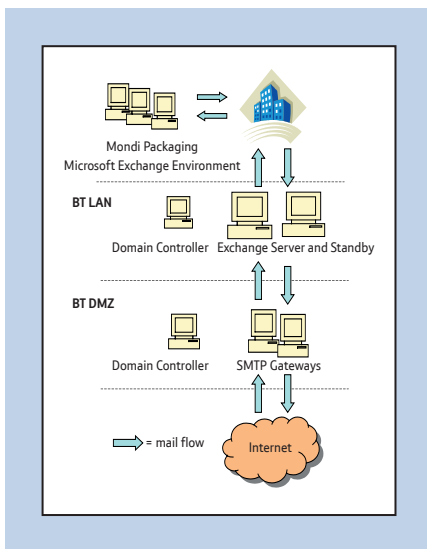 Mondi Packaging
Microsoft Exchange Environment
BT LAN
Domain Controller
Exchange Server and Standby
BT DMZ
Domain Controller
SMTP Gateways
= mail flow
Internet